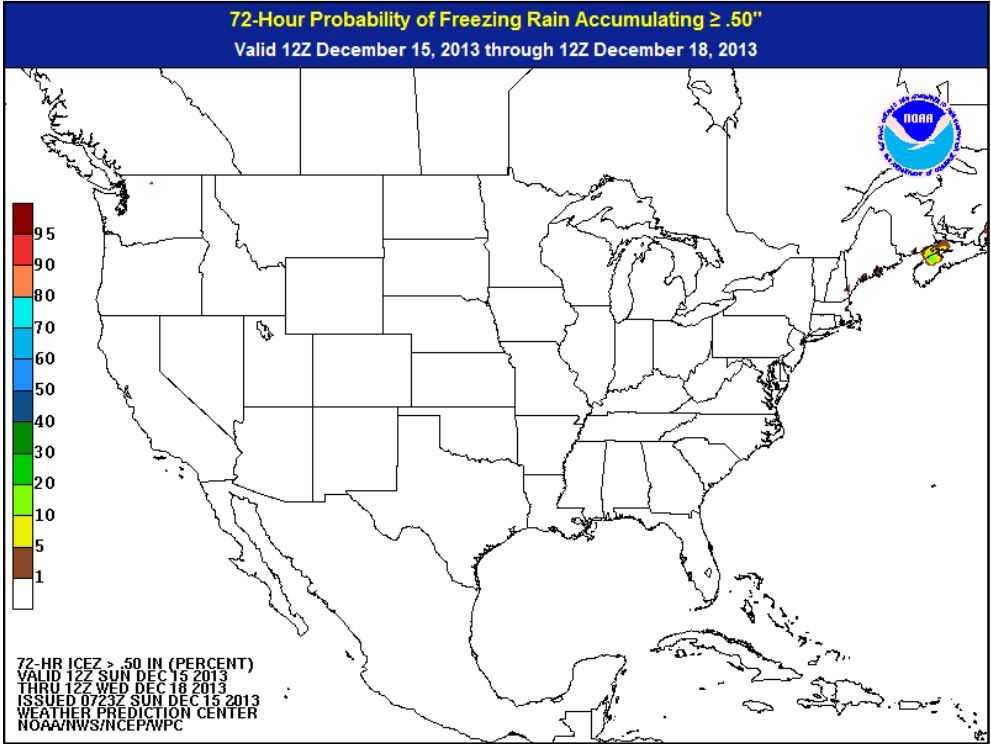 72-Hour Probability of Freezing Rain Accumulating ≥ .50"
Valid 12Z December 15, 2013 through 12Z December 18, 2013
NOAA
95
90
80
70
60
50
40
30
20
10
5
1
72-HR ICEZ > .50 IN (PERCENT)
VALID 12Z SUN DEC 15 2013
THRU 12Z WED DEC 18 2013
ISSUED 0723Z SUN DEC 15 2013
WEATHER PREDICTION CENTER
NOAA/NWS/NCEP/WPC